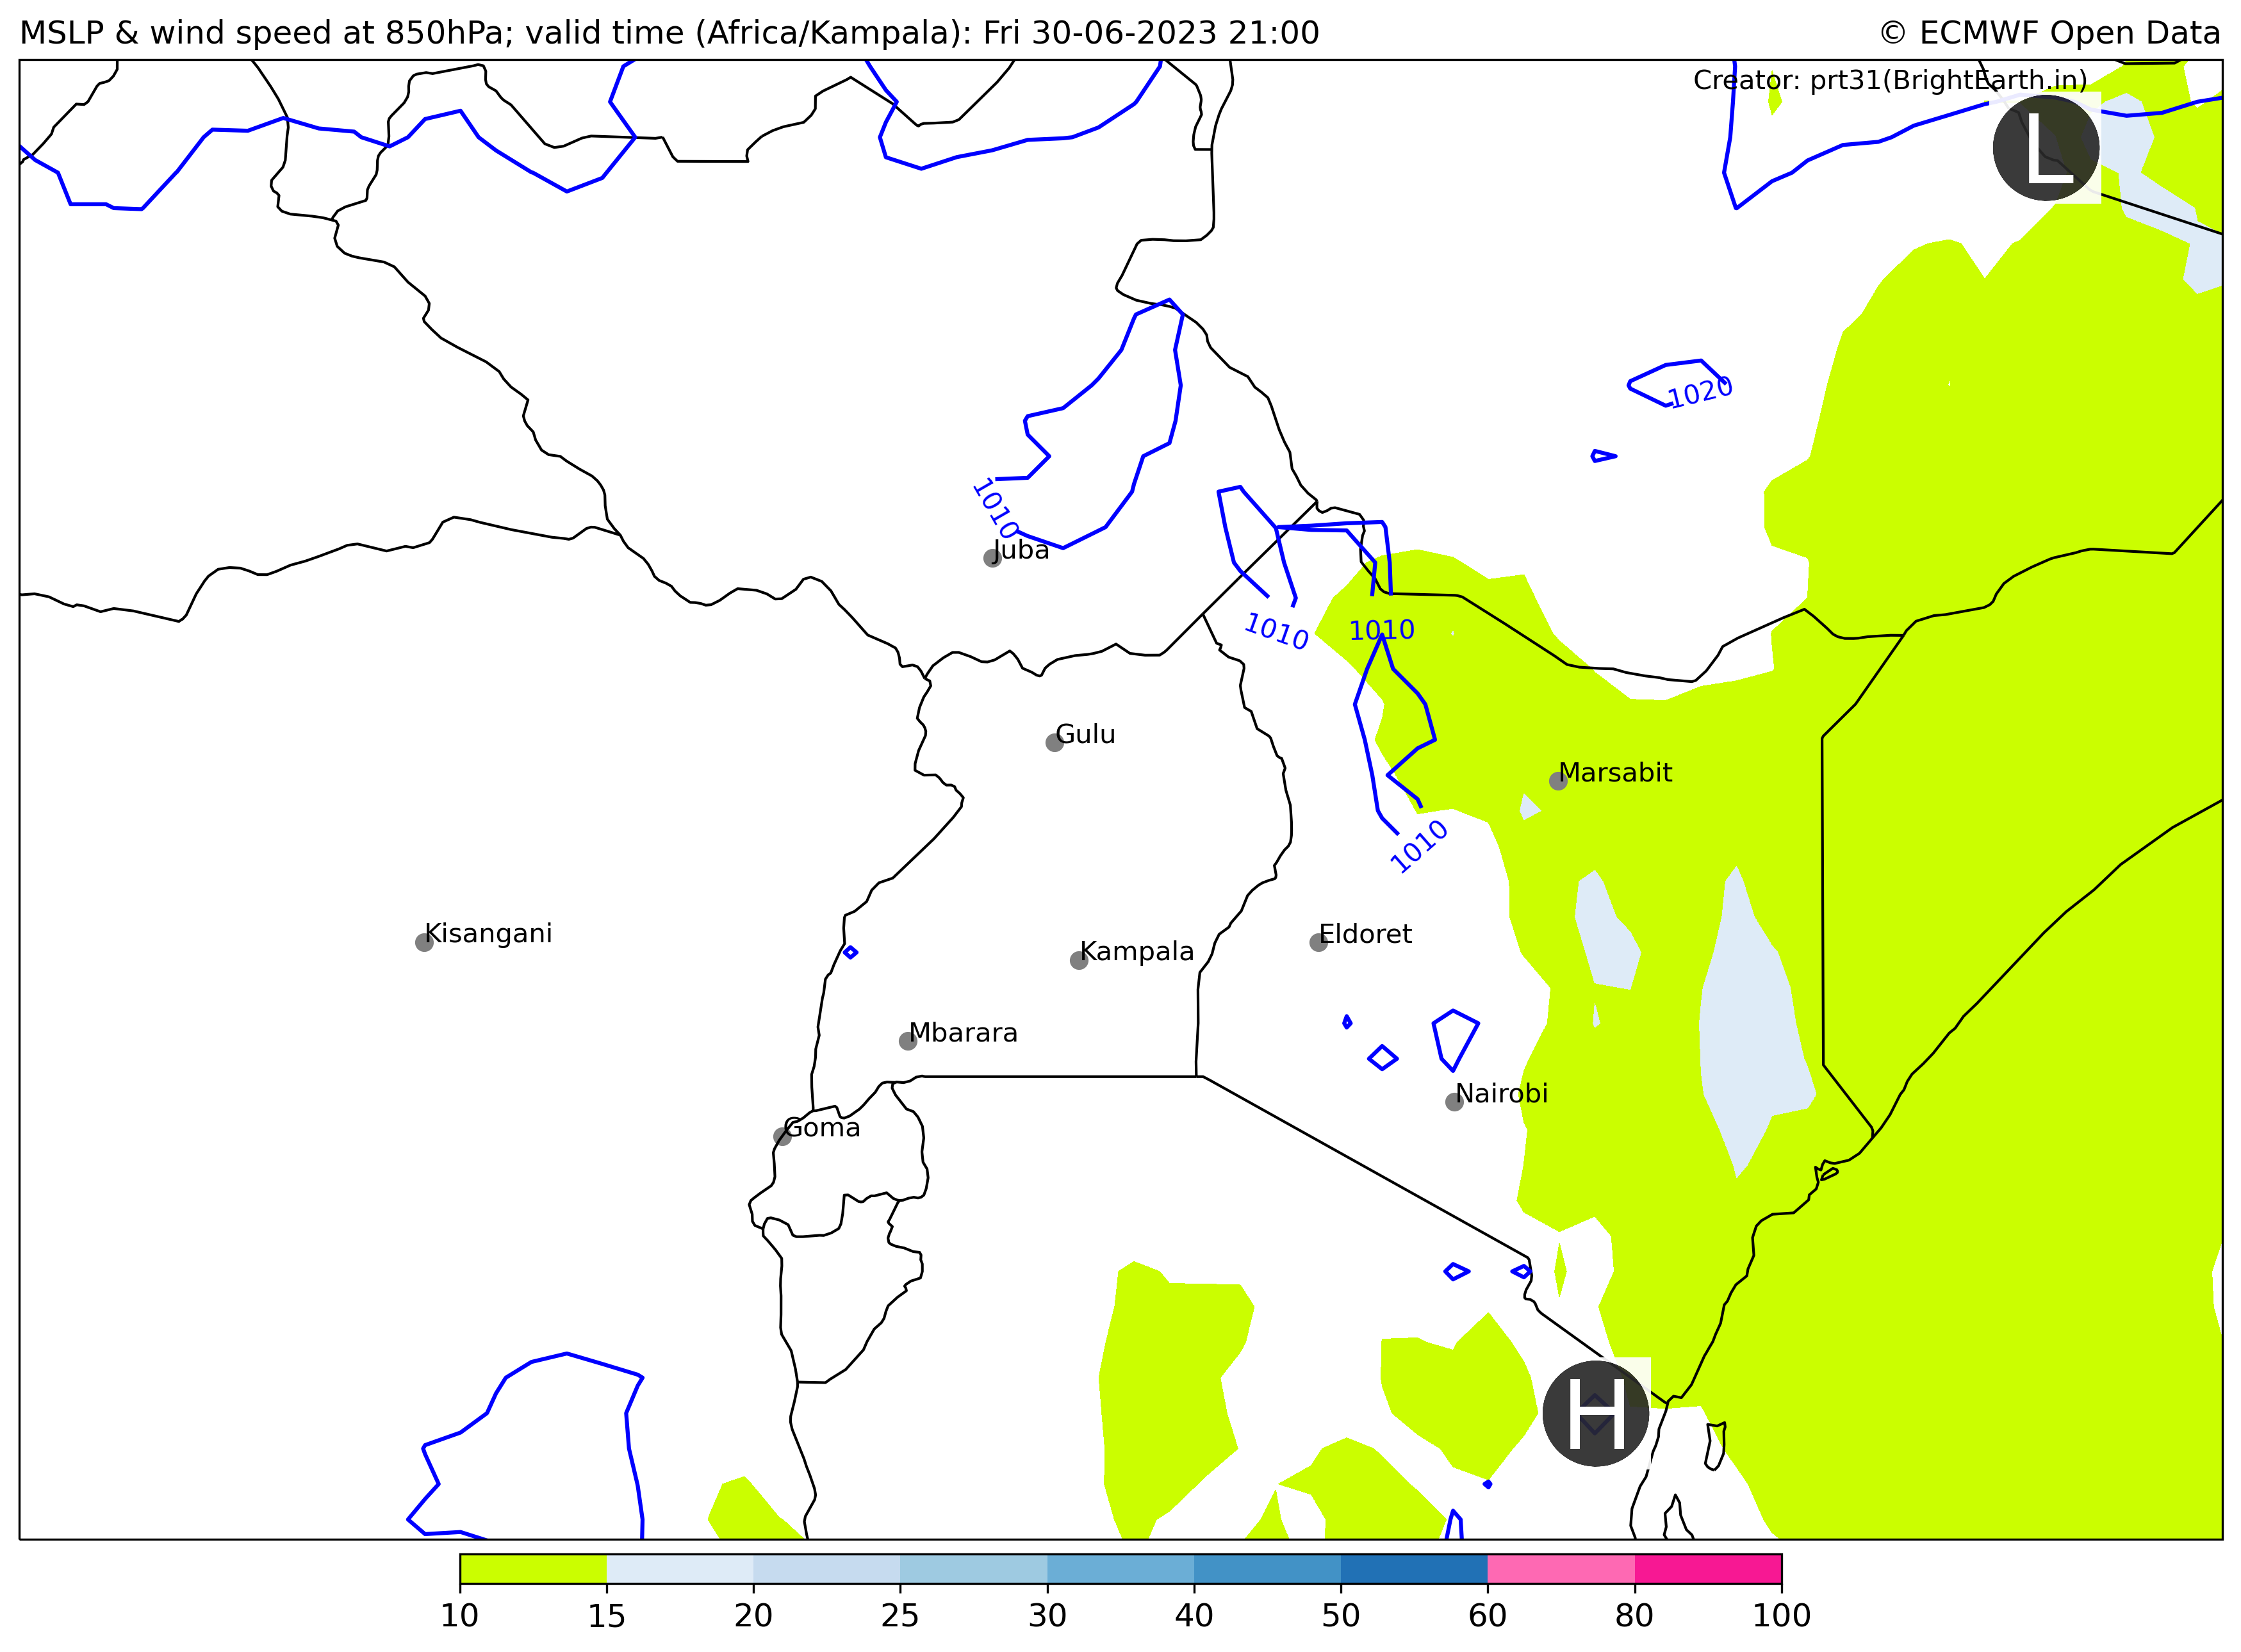 MSLP & wind speed at 850hPa; valid time (Africa/Kampala): Fri 30-06-2023 21:00
© ECMWF Open Data
Creator: prt31(BrightEarth.in)
L
1020
1010
Juba
1010
1010
Gulu
Marsabit
1010
Kisangani
Eldoret
Kampala
Mbarara
Nairobi
Goma
H
10 15 20 25 30 40 50 60 80 100